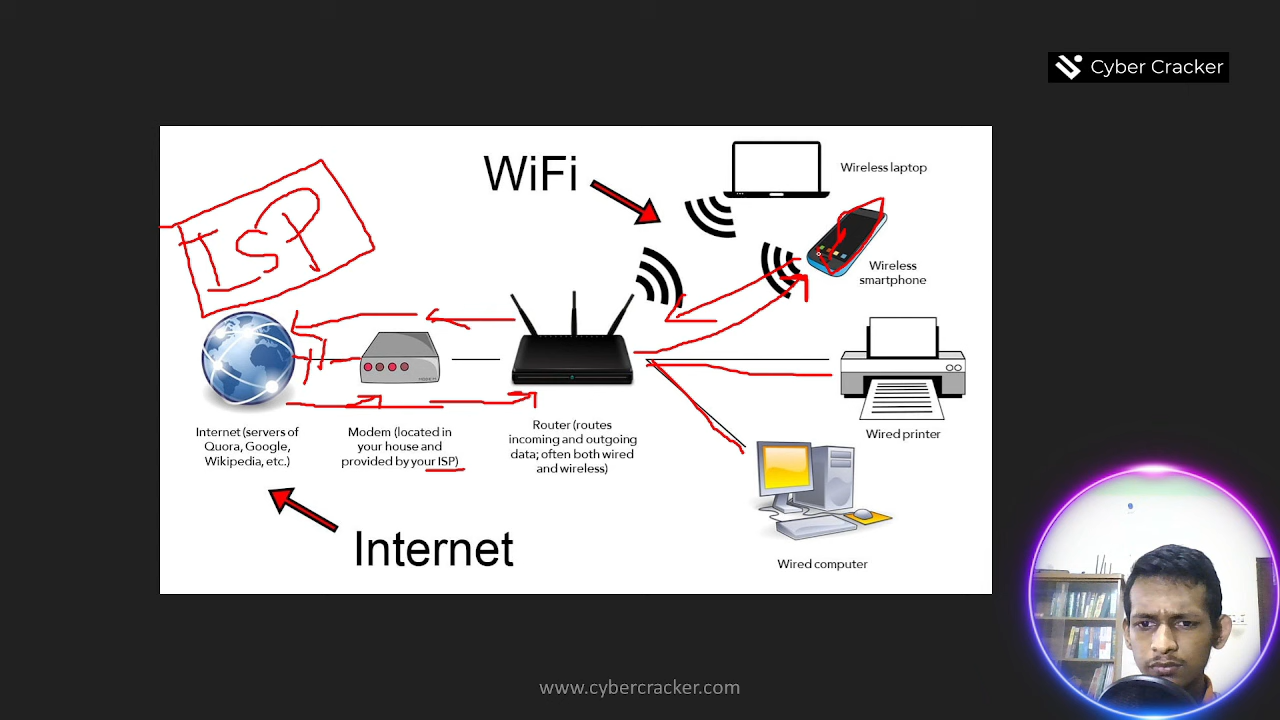 Cyber Cracker
WiFi
Wireless laptop
ISP
Wireless
smartphone
Internet (servers of
Quora, Google,
Wikipedia, etc.)
Modem (located in
your house and
provided by your ISP)
Router (routes
incoming and outgoing
data; often both wired
and wireless)
Wired printer
Internet
Wired computer
www.cybercracker.com